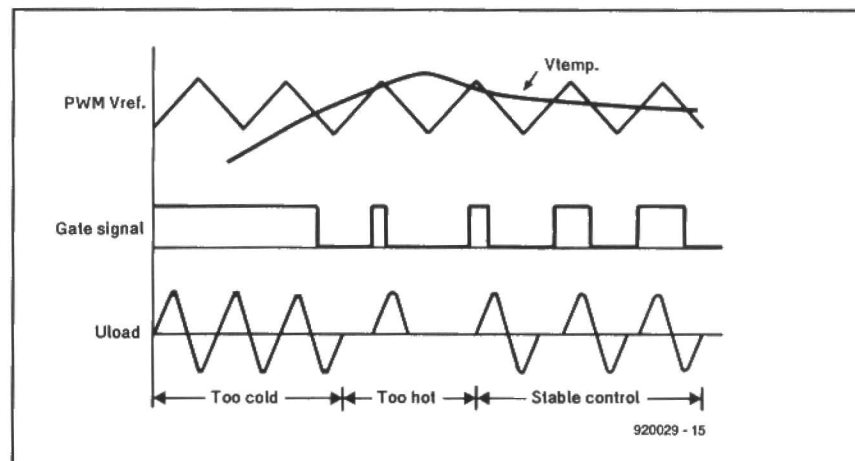 Vtemp.
PWM Vref.
Gate signal
Uload
Too cold
Too hot
Stable control
920029 - 15